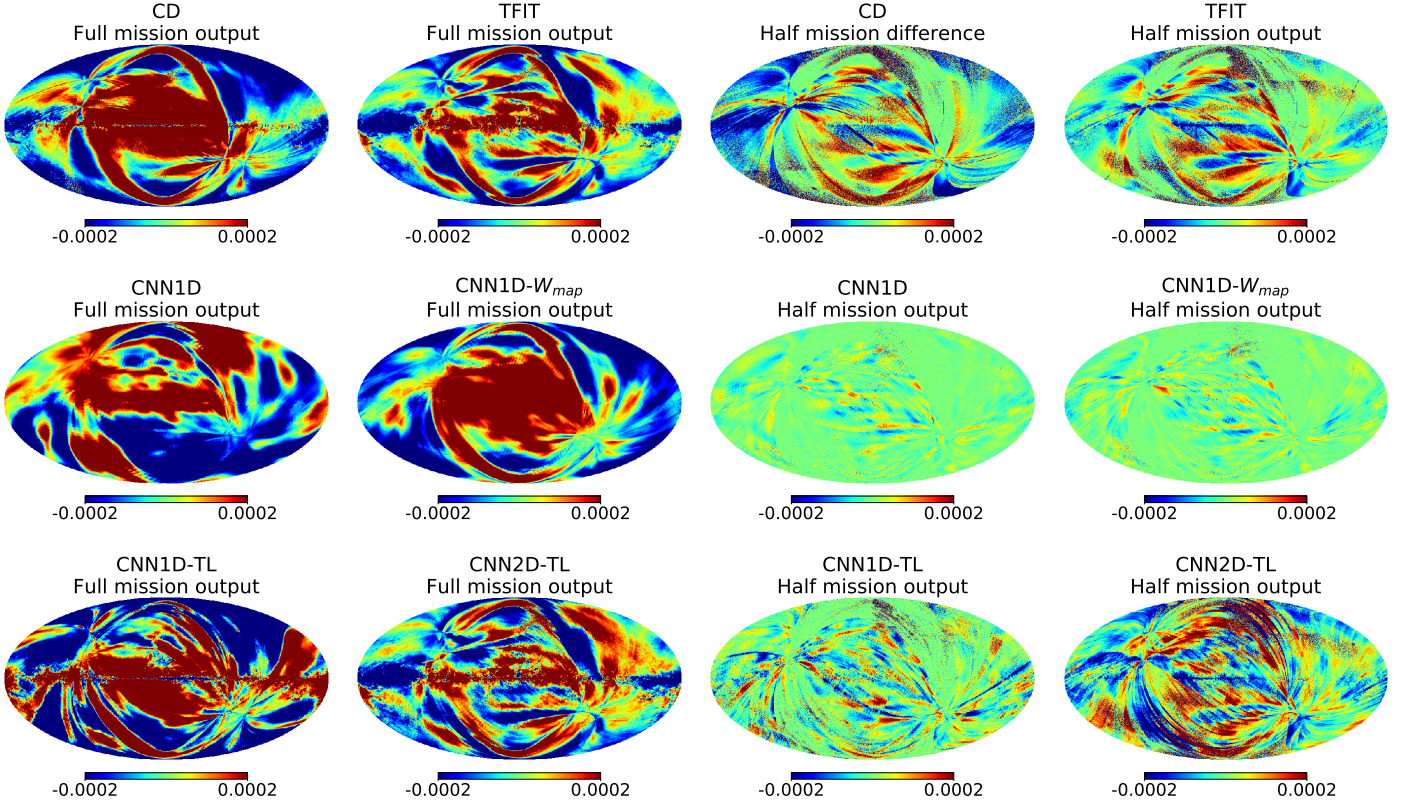 CD
Full mission output
TFIT
Full mission output
CD
Half mission difference
TFIT
Half mission output
-0.0002 0.0002
-0.0002 0.0002
-0.0002 0.0002
-0.0002 0.0002
CNN1D
Full mission output
CNN1D-Wmap
Full mission output
CNN1D
Half mission output
CNN1D-Wmap
Half mission output
-0.0002 0.0002
-0.0002 0.0002
-0.0002 0.0002
-0.0002 0.0002
CNN1D-TL
Full mission output
CNN2D-TL
Full mission output
CNN1D-TL
Half mission output
CNN2D-TL
Half mission output
-0.0002 0.0002
-0.0002 0.0002
-0.0002 0.0002
-0.0002 0.0002